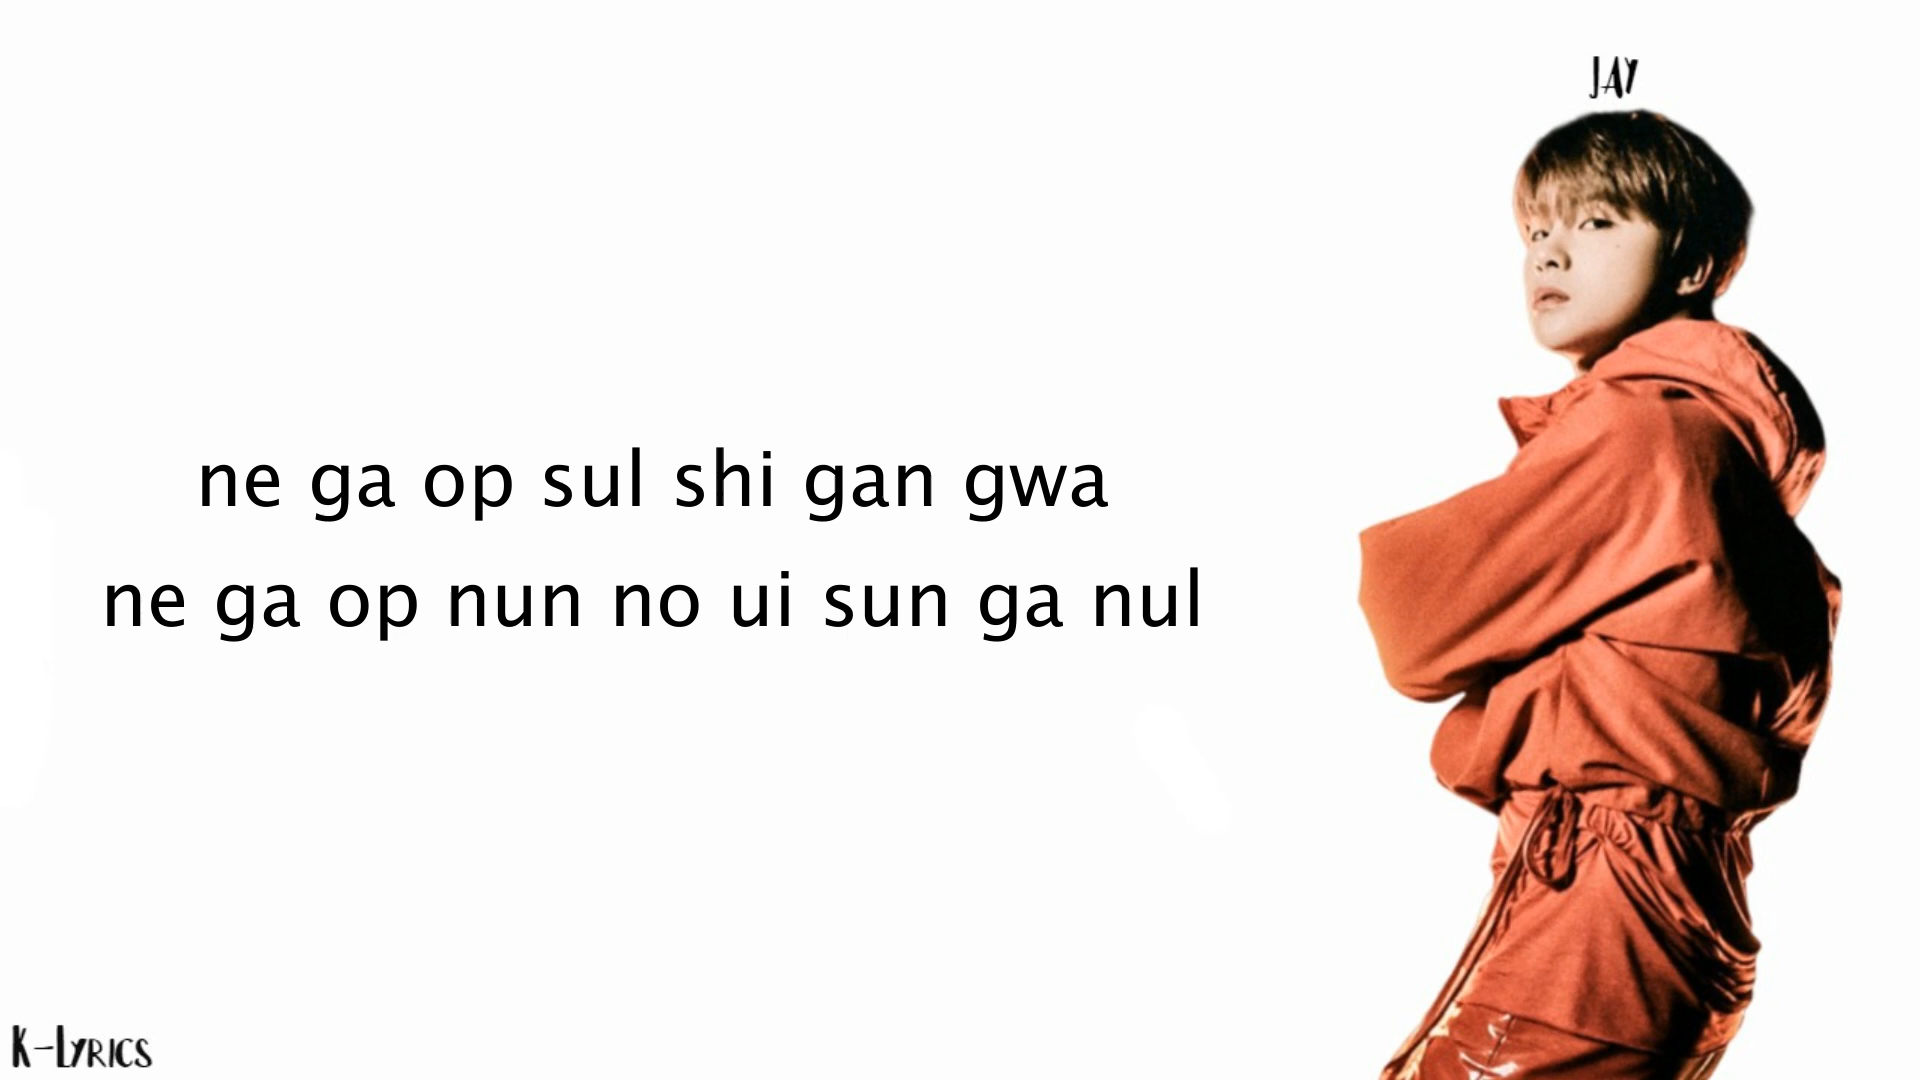 JAY
ne ga op sul shi gan gwa
ne ga op nun no ui sun ga nul
K-LYRICS